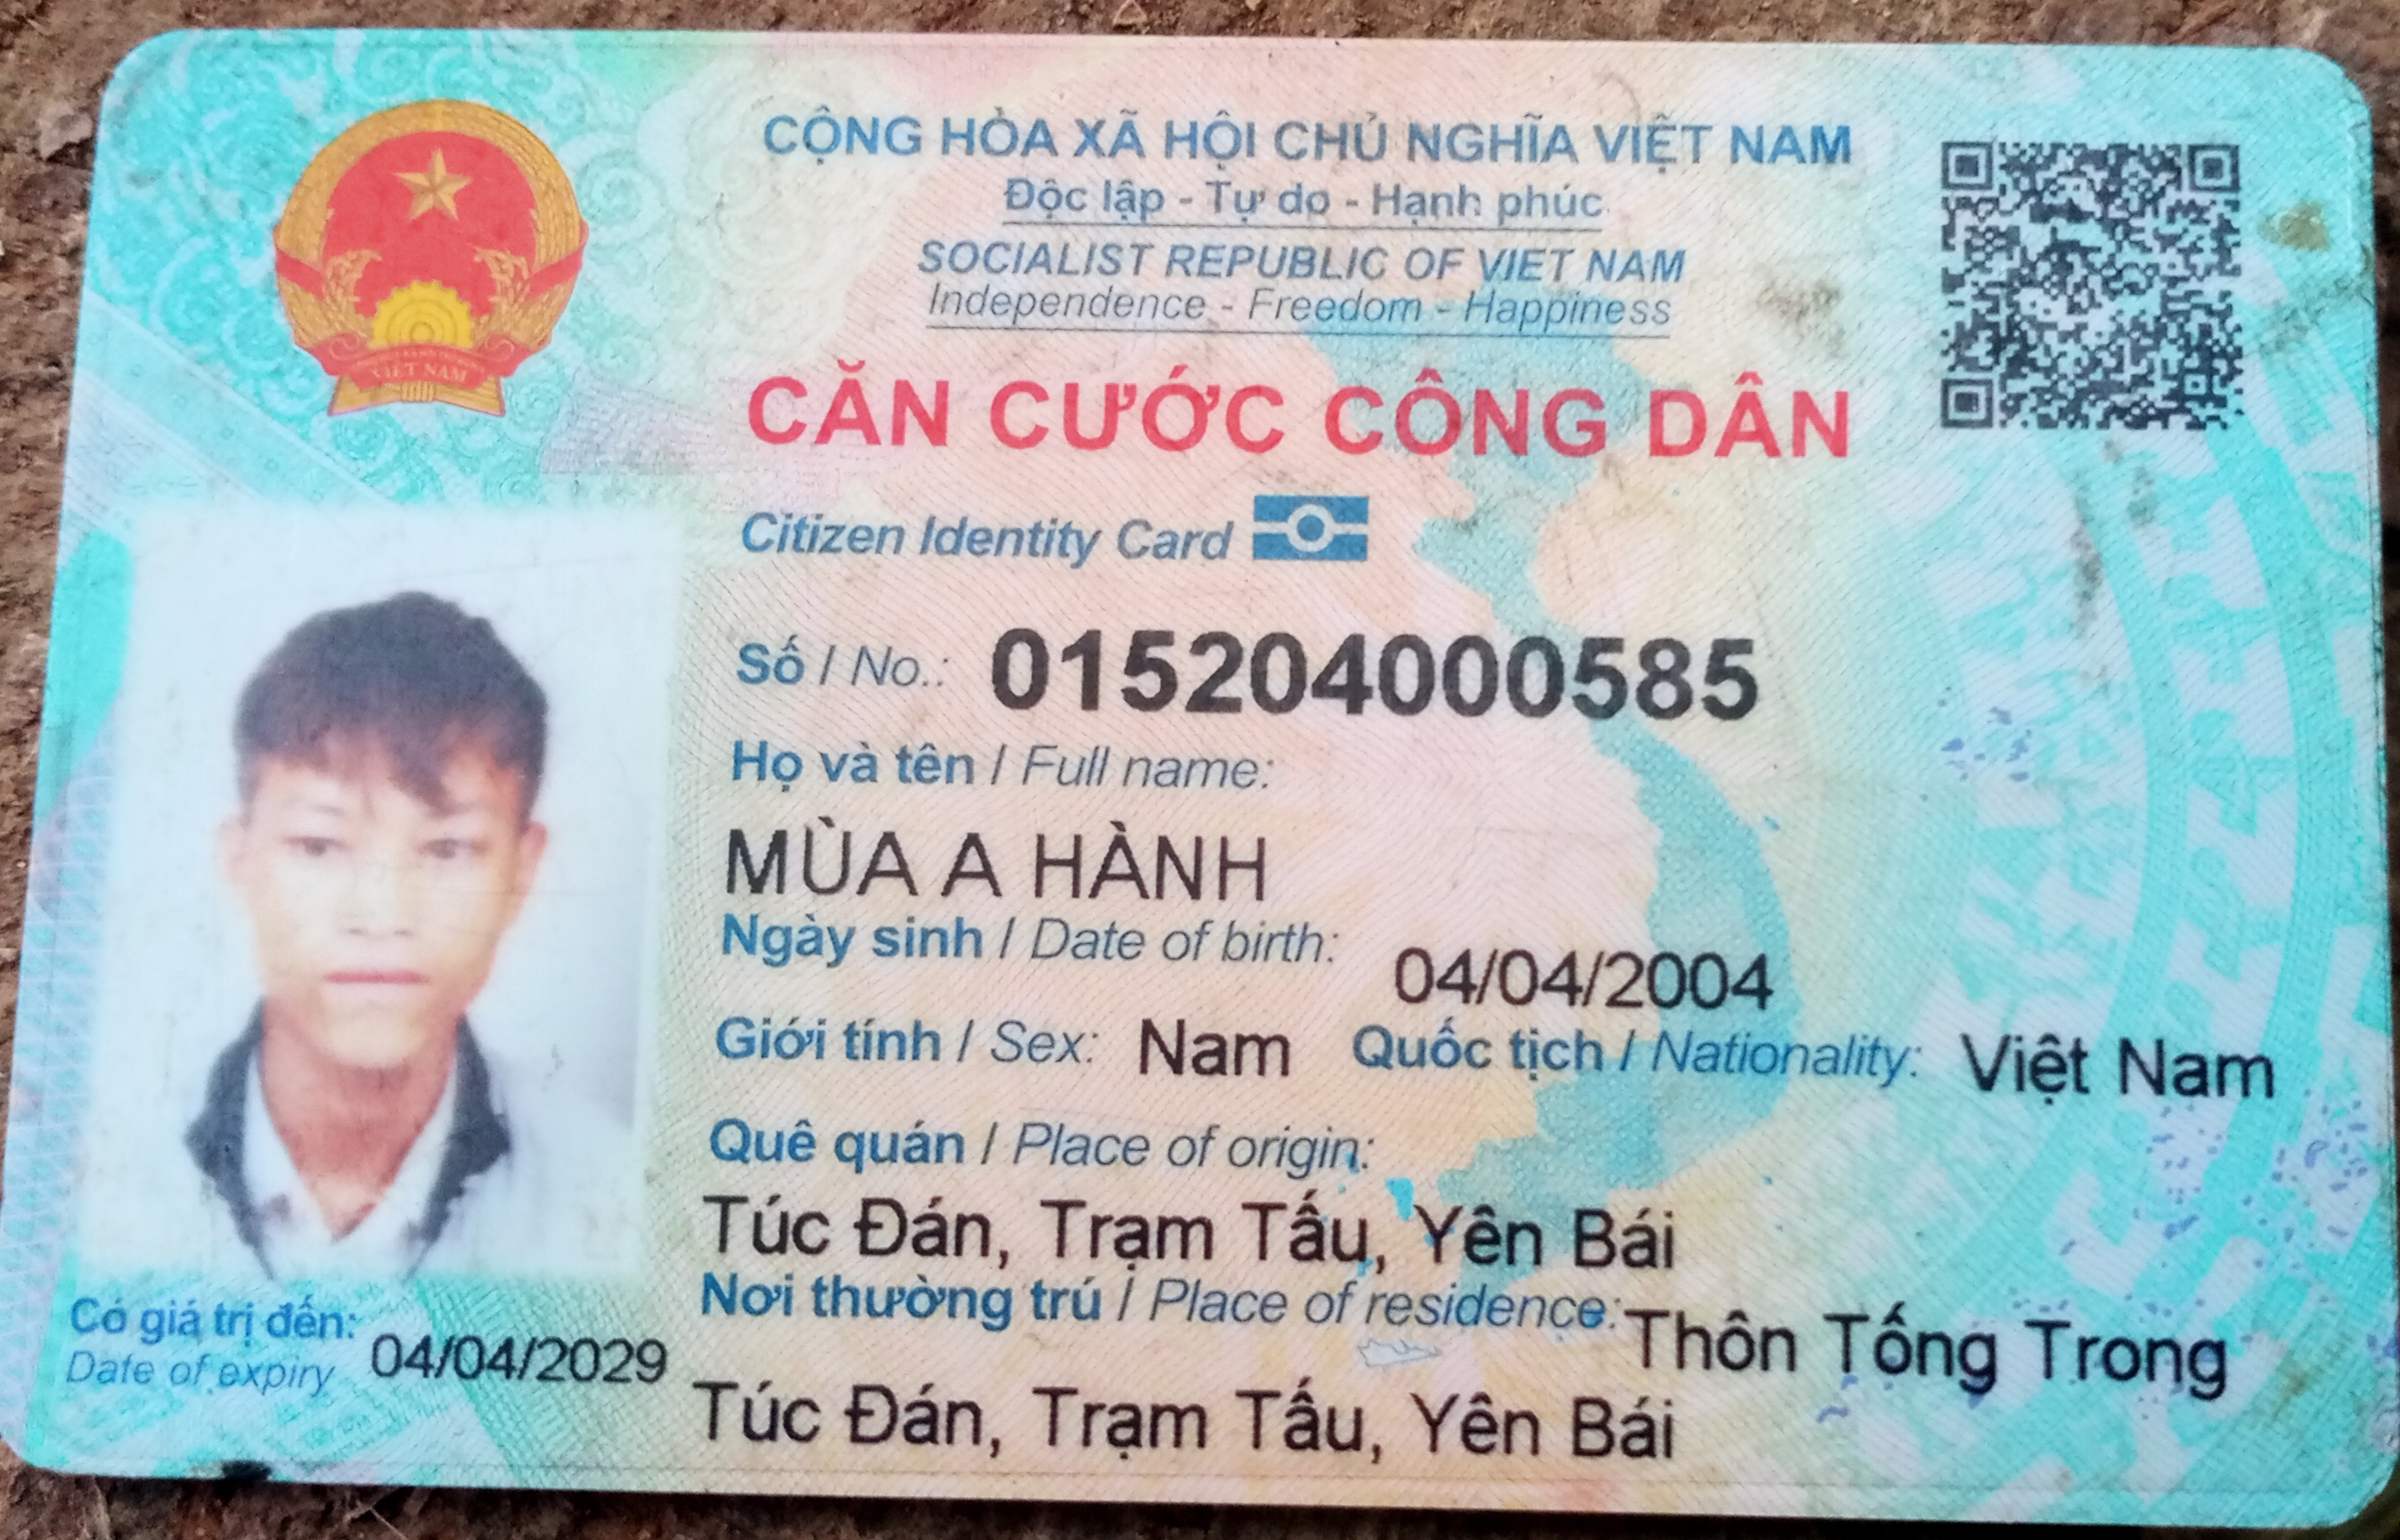 CỘNG HÒA XÃ HỘI CHỦ NGHĨA VIỆT NAM
Độc lập - Tự do - Hạnh phúc
SOCIALIST REPUBLIC OF VIET NAM
Independence - Freedom - Happiness
CĂN CƯỚC CÔNG DÂN
Citizen Identity Card
Số / No.: 015204000585
Họ và tên / Full name:
MÙA A HÀNH
Ngày sinh / Date of birth: 04/04/2004
Giới tính / Sex: Nam Quốc tịch / Nationality: Việt Nam
Quê quán / Place of origin:
Túc Đán, Trạm Tấu, Yên Bái
Nơi thường trú / Place of residence: Thôn Tống Trong
Túc Đán, Trạm Tấu, Yên Bái
Có giá trị đến: 04/04/2029
Date of expiry
VIỆT NAM